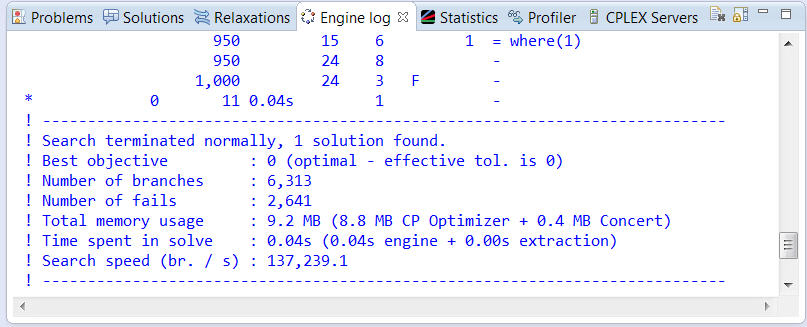 Problems Solutions Relaxations Engine log Statistics Profiler CPLEX Servers
950 15 6 1 = where(1)
950 24 8 -
1,000 24 3 F -
* 0 11 0.04s 1 -
! ----------------------------------------------------------------------------
! Search terminated normally, 1 solution found.
! Best objective : 0 (optimal - effective tol. is 0)
! Number of branches : 6,313
! Number of fails : 2,641
! Total memory usage : 9.2 MB (8.8 MB CP Optimizer + 0.4 MB Concert)
! Time spent in solve : 0.04s (0.04s engine + 0.00s extraction)
! Search speed (br. / s) : 137,239.1
! ----------------------------------------------------------------------------